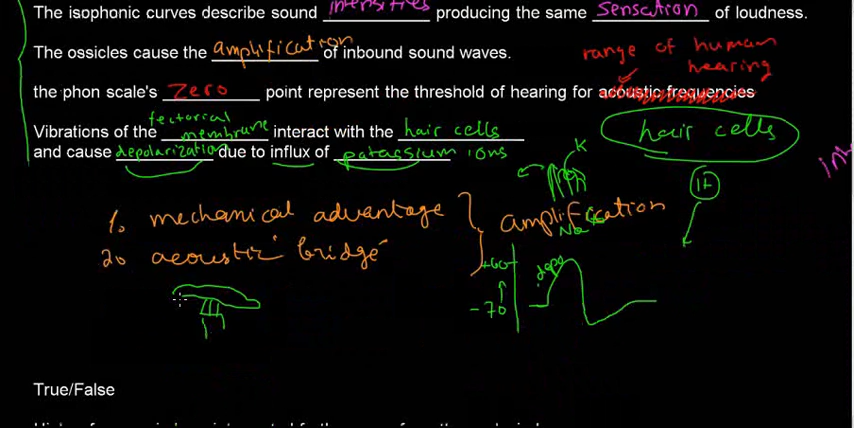 The isophonic curves describe sound intensities producing the same sensation of loudness.
The ossicles cause the amplification of inbound sound waves.
range of human
hearing
the phon scale's zero point represent the threshold of hearing for acoustic frequencies
Vibrations of the tectorial membrane interact with the hair cells
and cause depolarization due to influx of patassium ions
hair cells
K
1. mechanical advantage
2. acoustic bridge
amplification
Na
+60
-70
depo
True/False